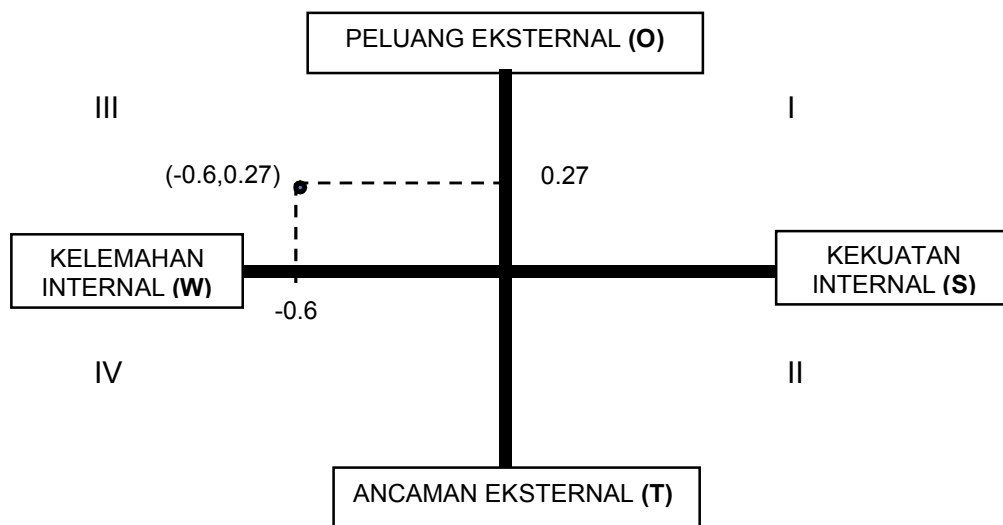 PELUANG EKSTERNAL (O)
III
I
(-0.6,0.27)
0.27
KELEMAHAN
INTERNAL (W)
KEKUATAN
INTERNAL (S)
-0.6
IV
II
ANCAMAN EKSTERNAL (T)